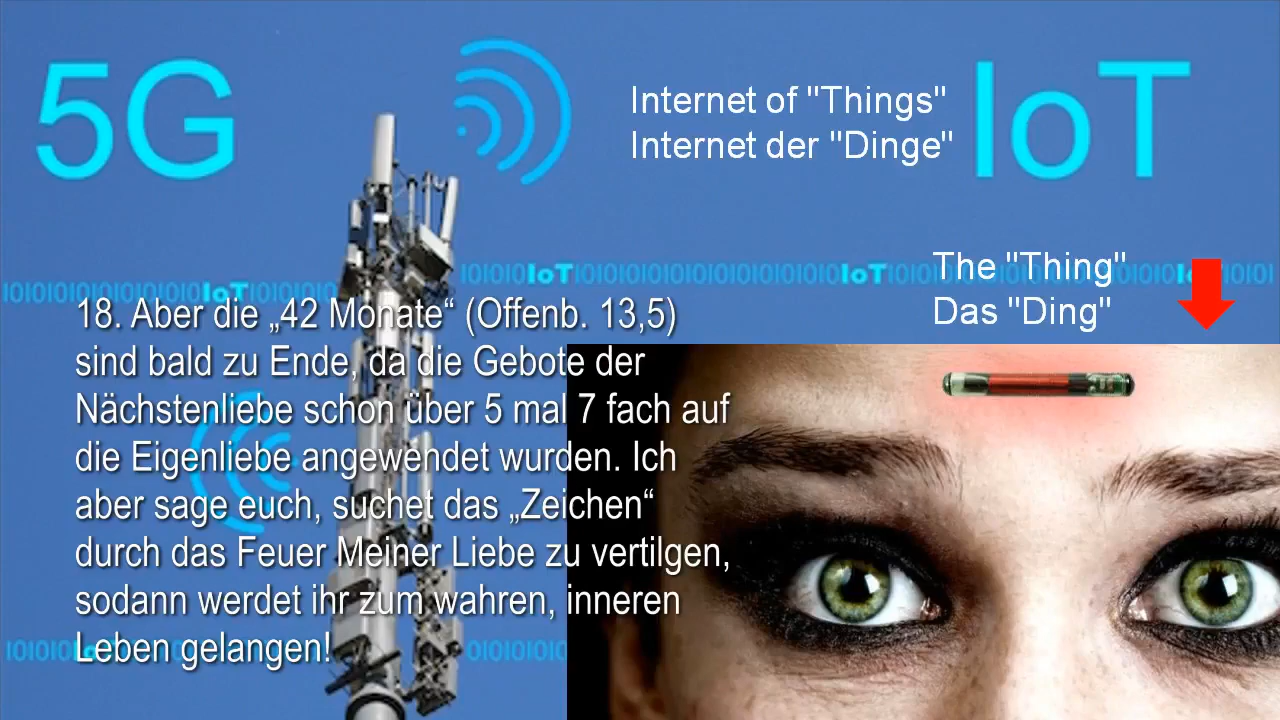 5G
Internet of "Things"
Internet der "Dinge"
IoT
The "Thing"
Das "Ding"
IOIOIOIOIOIOIOIoTIOIOIOIOIOI
IOIOIOIoT
IoT
18. Aber die „42 Monate“ (Offenb. 13,5)
sind bald zu Ende, da die Gebote der
Nächstenliebe schon über 5 mal 7 fach auf
die Eigenliebe angewendet wurden. Ich
aber sage euch, suchet das „Zeichen“
durch das Feuer Meiner Liebe zu vertilgen,
sodann werdet ihr zum wahren, inneren
Leben gelangen!